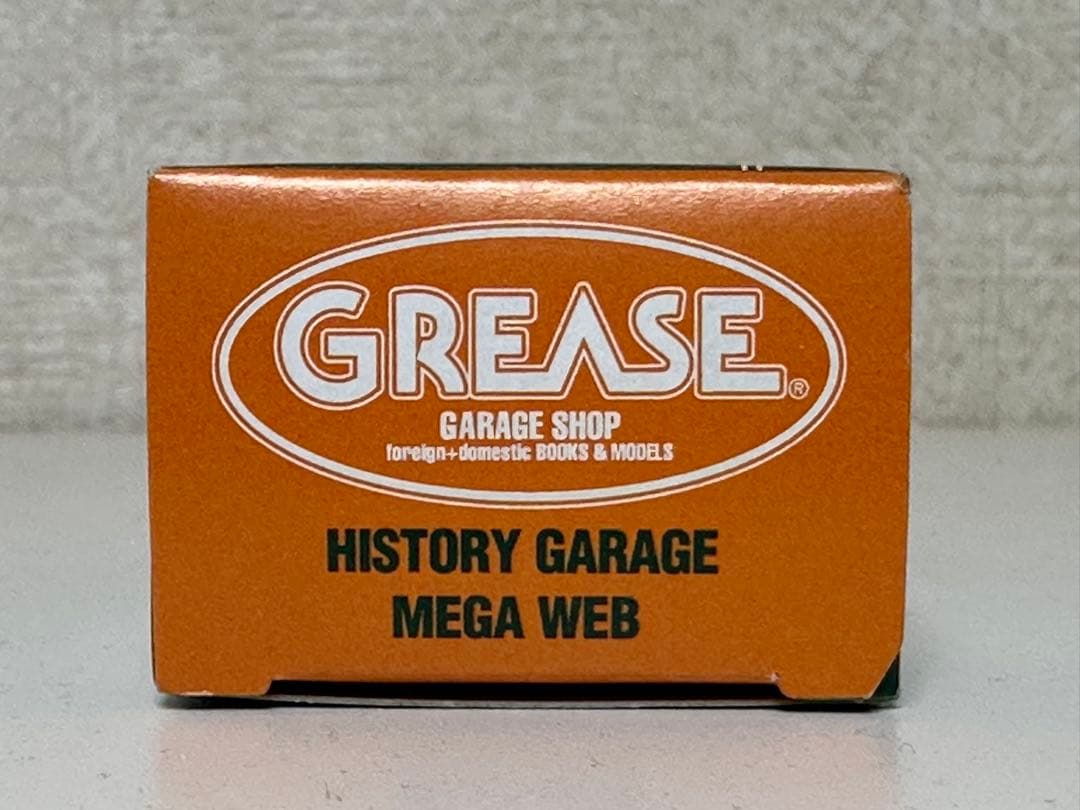 GREASE®
GARAGE SHOP
foreign+domestic BOOKS & MODELS
HISTORY GARAGE
MEGA WEB